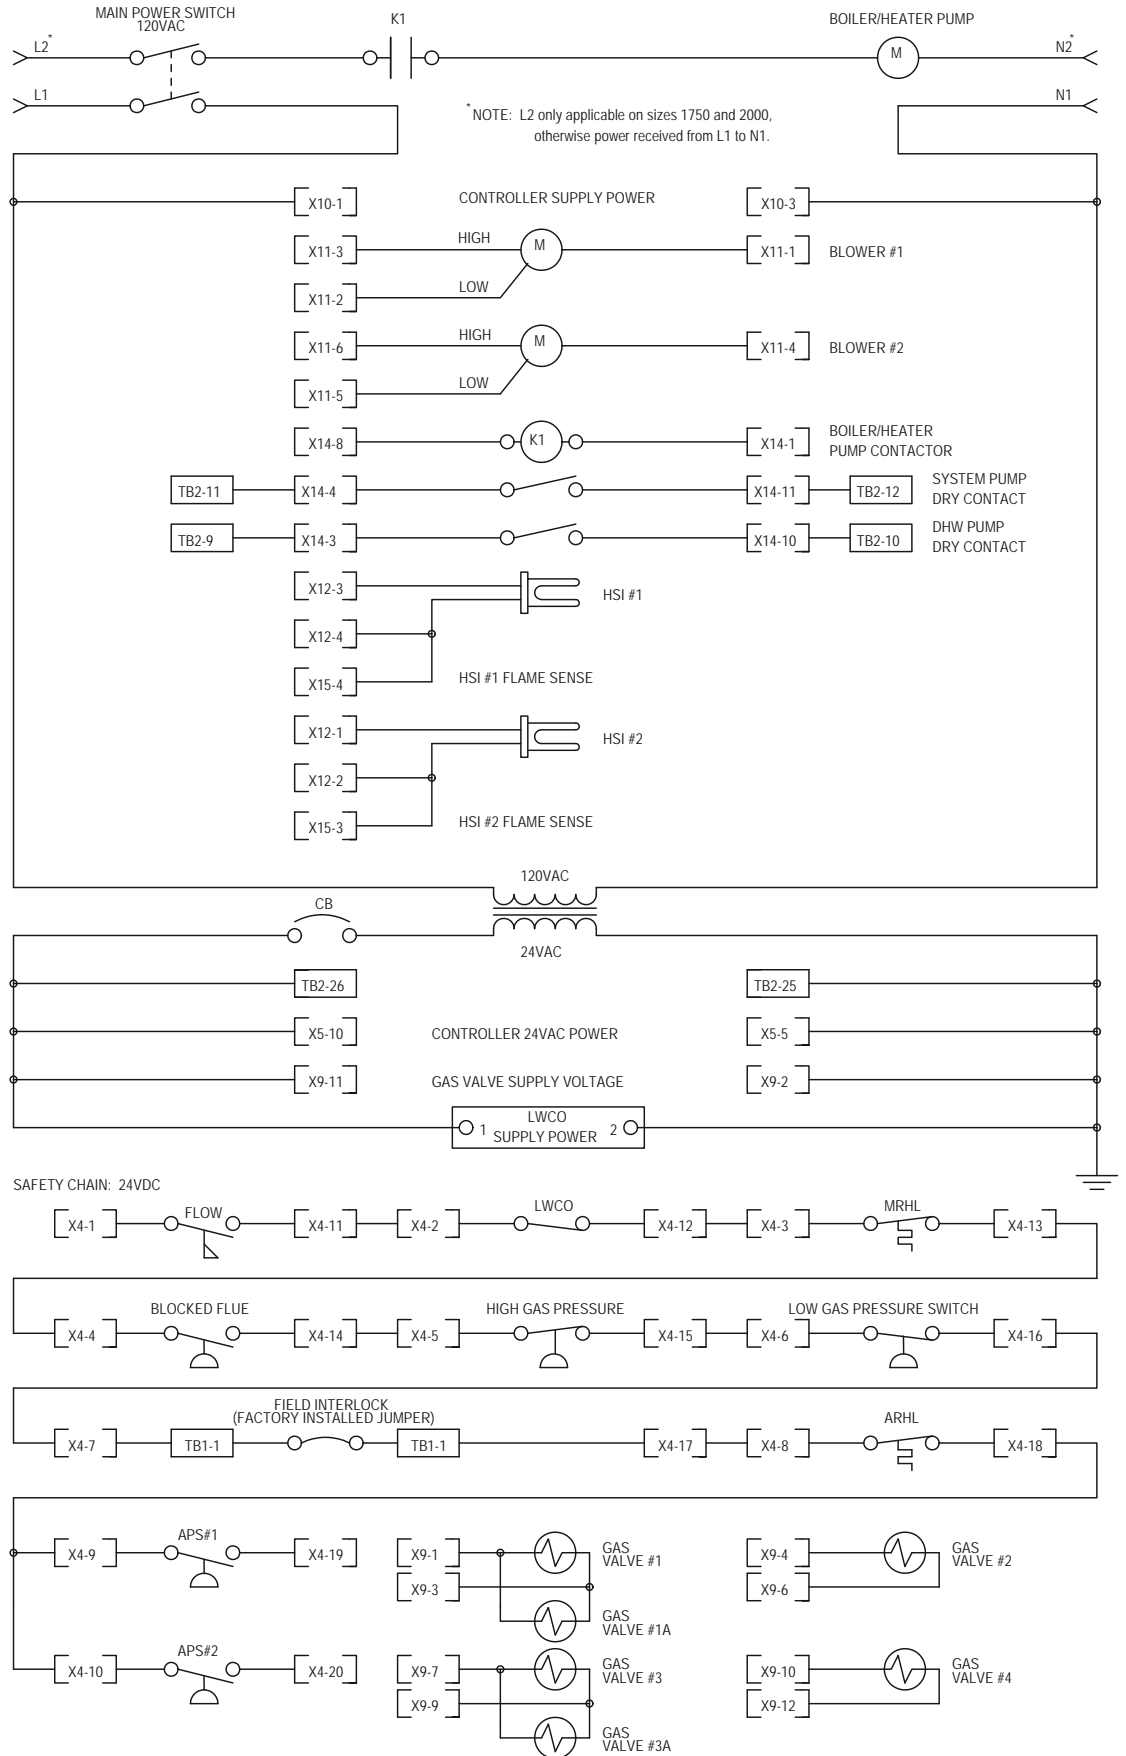 MAIN POWER SWITCH
120VAC
K1
BOILER/HEATER PUMP
L2*
M
N2*
L1
N1
*NOTE: L2 only applicable on sizes 1750 and 2000,
otherwise power received from L1 to N1.
X10-1
CONTROLLER SUPPLY POWER
X10-3
X11-3
HIGH
M
X11-1
BLOWER #1
X11-2
LOW
X11-6
HIGH
M
X11-4
BLOWER #2
X11-5
LOW
X14-8
K1
X14-1
BOILER/HEATER
PUMP CONTACTOR
TB2-11
X14-4
X14-11
TB2-12
SYSTEM PUMP
DRY CONTACT
TB2-9
X14-3
X14-10
TB2-10
DHW PUMP
DRY CONTACT
X12-3
HSI #1
X12-4
X15-4
HSI #1 FLAME SENSE
X12-1
HSI #2
X12-2
X15-3
HSI #2 FLAME SENSE
120VAC
CB
24VAC
TB2-26
TB2-25
X5-10
CONTROLLER 24VAC POWER
X5-5
X9-11
GAS VALVE SUPPLY VOLTAGE
X9-2
1
LWCO
SUPPLY POWER
2
SAFETY CHAIN: 24VDC
X4-1
FLOW
X4-11
X4-2
LWCO
X4-12
X4-3
MRHL
X4-13
X4-4
BLOCKED FLUE
X4-14
X4-5
HIGH GAS PRESSURE
X4-15
X4-6
LOW GAS PRESSURE SWITCH
X4-16
X4-7
TB1-1
FIELD INTERLOCK
(FACTORY INSTALLED JUMPER)
TB1-1
X4-17
X4-8
ARHL
X4-18
X4-9
APS#1
X4-19
X9-1
GAS
VALVE #1
X9-4
GAS
VALVE #2
X9-3
X9-6
GAS
VALVE #1A
X4-10
APS#2
X4-20
X9-7
GAS
VALVE #3
X9-10
GAS
VALVE #4
X9-9
X9-12
GAS
VALVE #3A